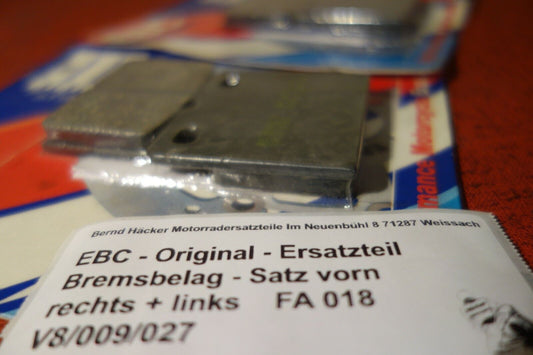 Bernd Häcker Motorradersatzteile Im Neuenbühl 8 71287 Weissach
EBC - Original - Ersatzteil
Bremsbelag - Satz vorn
rechts + links FA 018
V8/009/027